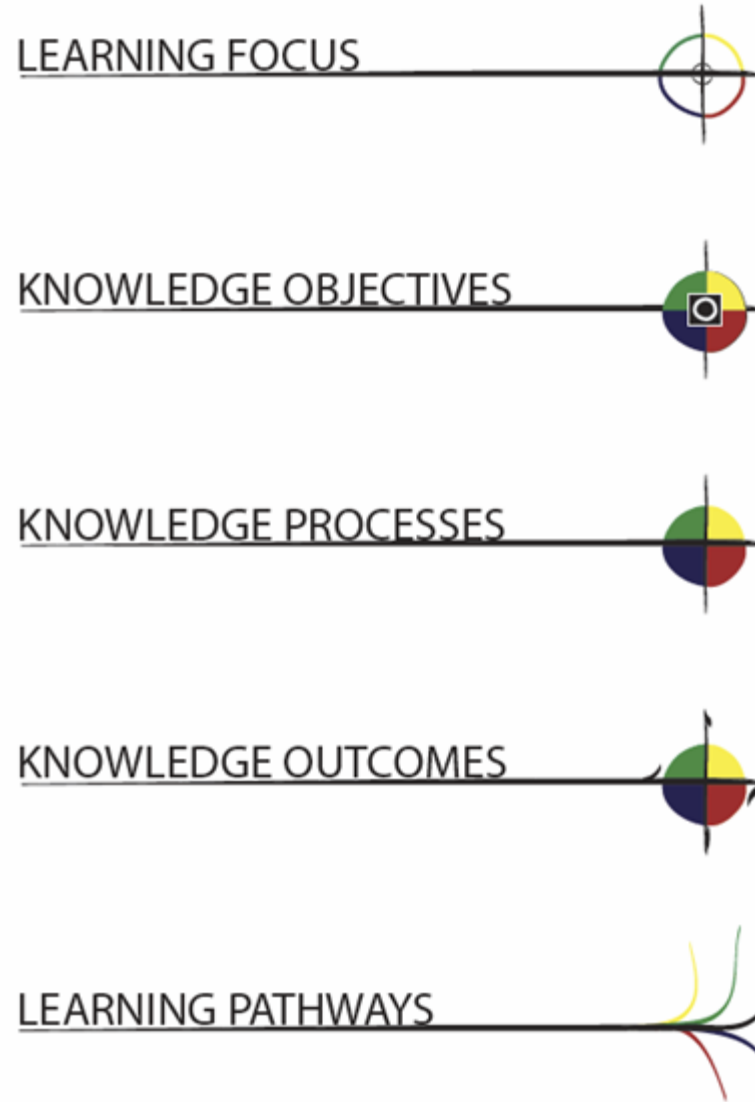 LEARNING FOCUS
KNOWLEDGE OBJECTIVES
KNOWLEDGE PROCESSES
KNOWLEDGE OUTCOMES
LEARNING PATHWAYS